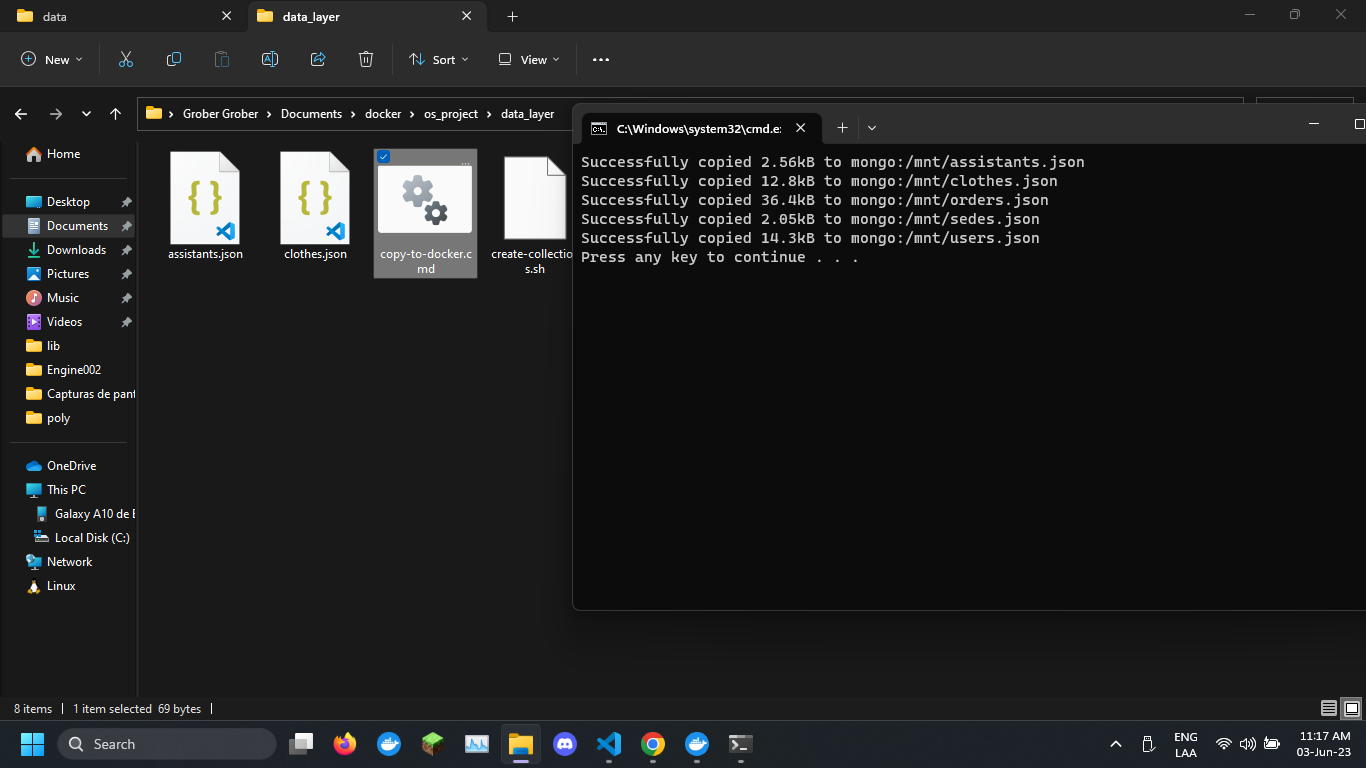 data
data_layer
New
Sort
View
Grober Grober
Documents
docker
os_project
data_layer
Home
Desktop
Documents
Downloads
Pictures
Music
Videos
lib
Engine002
Capturas de pant
poly
OneDrive
This PC
Galaxy A10 de E
Local Disk (C:)
Network
Linux
assistants.json
clothes.json
copy-to-docker.c
md
create-collectio
s.sh
C:\Windows\system32\cmd.e
Successfully copied 2.56kB to mongo:/mnt/assistants.json
Successfully copied 12.8kB to mongo:/mnt/clothes.json
Successfully copied 36.4kB to mongo:/mnt/orders.json
Successfully copied 2.05kB to mongo:/mnt/sedes.json
Successfully copied 14.3kB to mongo:/mnt/users.json
Press any key to continue . . .
8 items
1 item selected 69 bytes
Search
ENG
LAA
11:17 AM
03-Jun-23